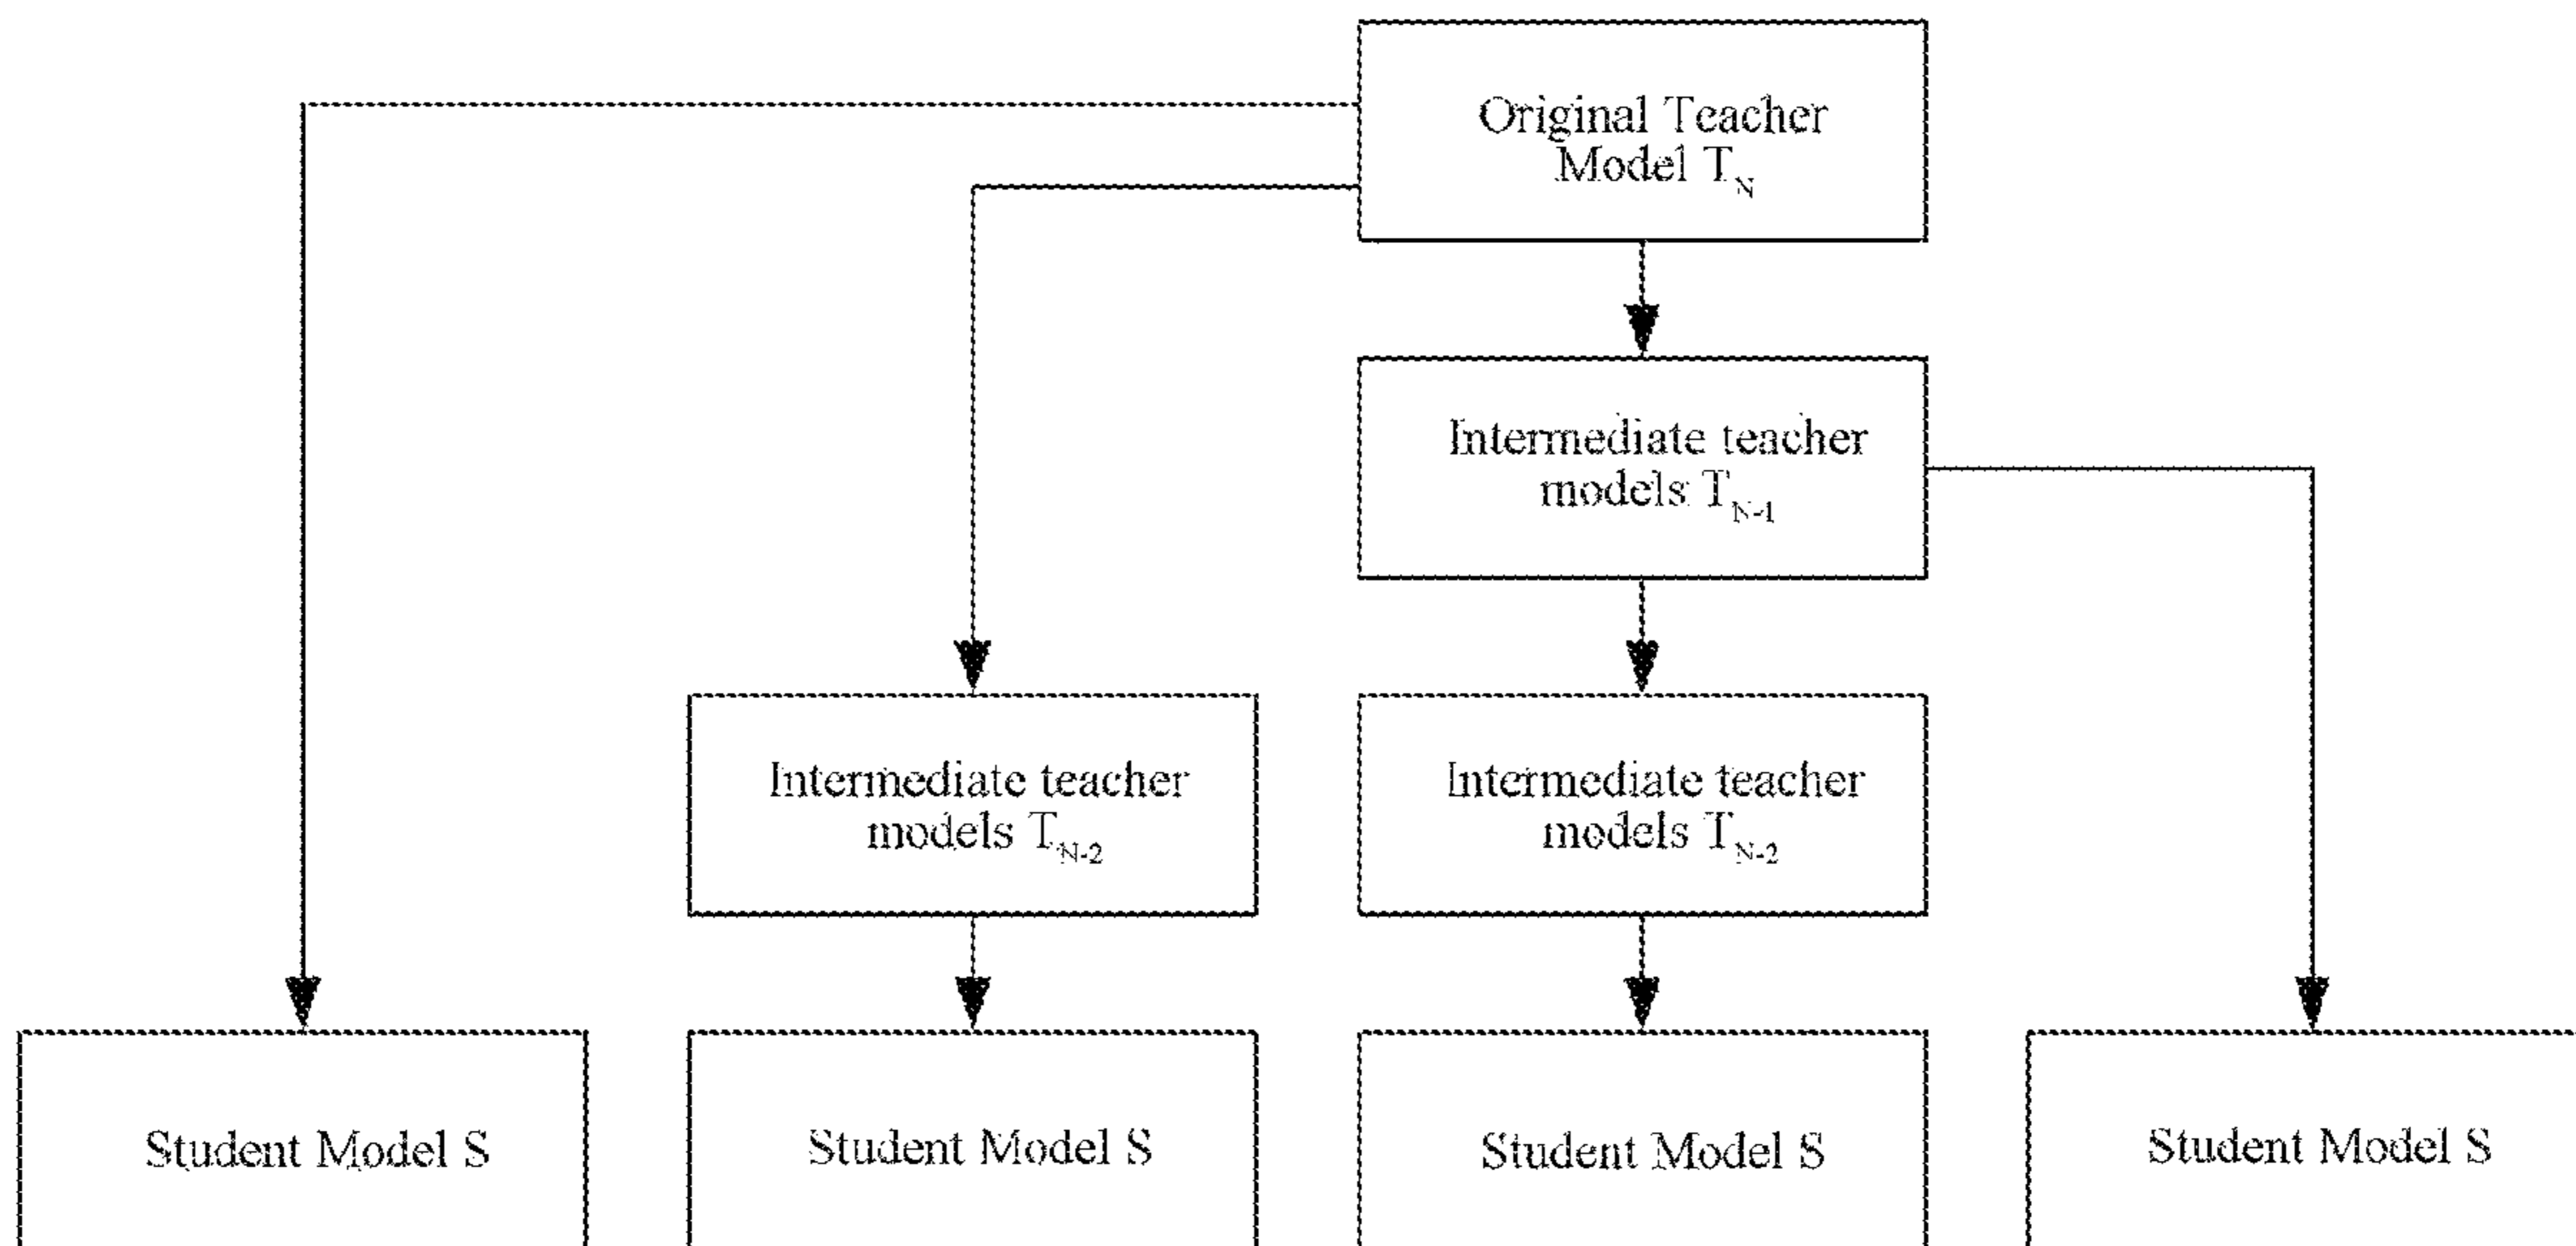 Original Teacher
Model T_N
Intermediate teacher
models T_N-1
Intermediate teacher
models T_N-2
Intermediate teacher
models T_N-2
Student Model S
Student Model S
Student Model S
Student Model S